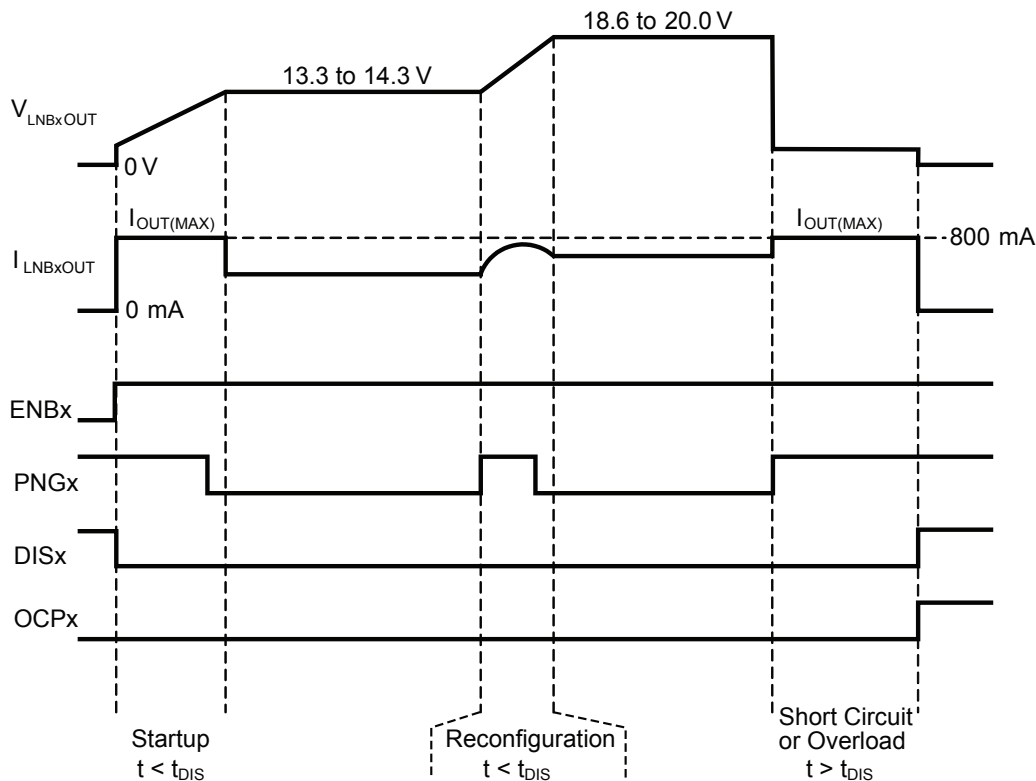 18.6 to 20.0 V
13.3 to 14.3 V
VLNBxOUT
0 V
IOUT(MAX)
IOUT(MAX)
800 mA
ILNBxOUT
0 mA
ENBx
PNGx
DISx
OCPx
Startup
t < tDIS
Reconfiguration
t < tDIS
Short Circuit
or Overload
t > tDIS